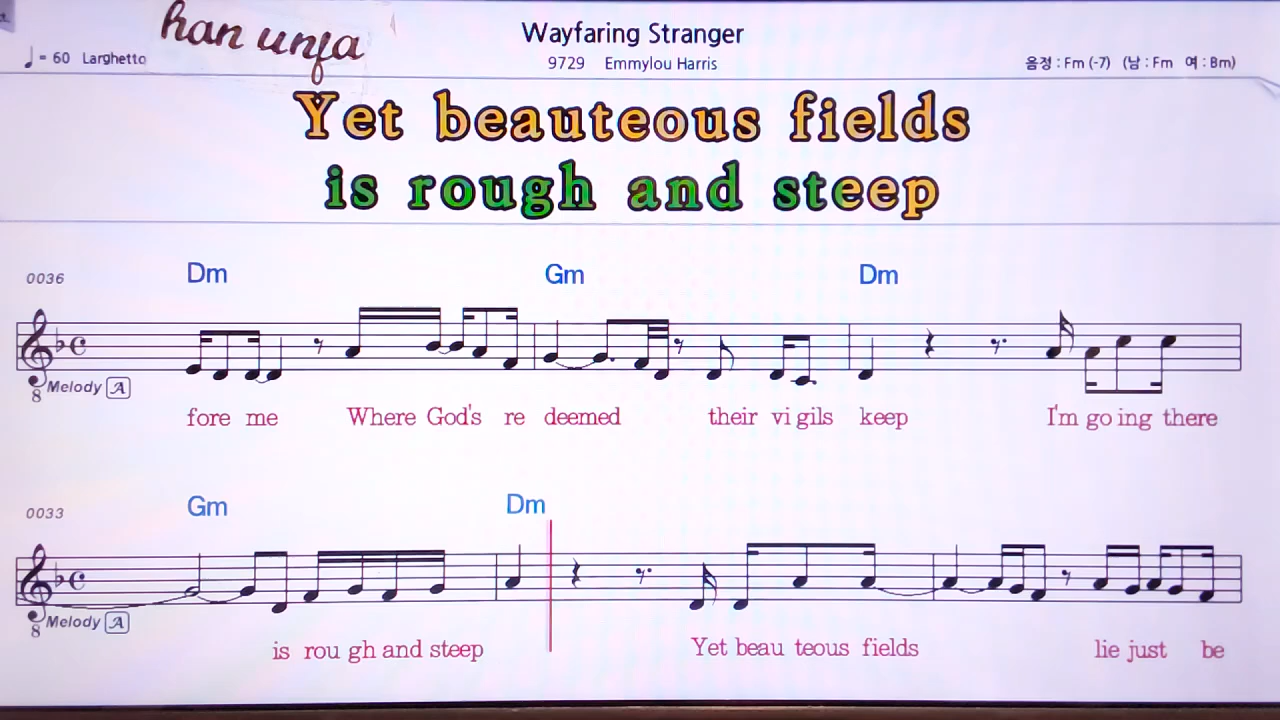 han unja
Wayfaring Stranger
♩ = 60 Larghetto
9729 Emmylou Harris
음정 : Fm (-7) (남 : Fm 여 : Bm)
Yet beauteous fields
is rough and steep
0036
Dm Gm Dm
8 Melody A
fore me Where God's re deemed their vi gils keep I'm go ing there
0033
Gm Dm
8 Melody A
is rou gh and steep Yet beau teous fields lie just be